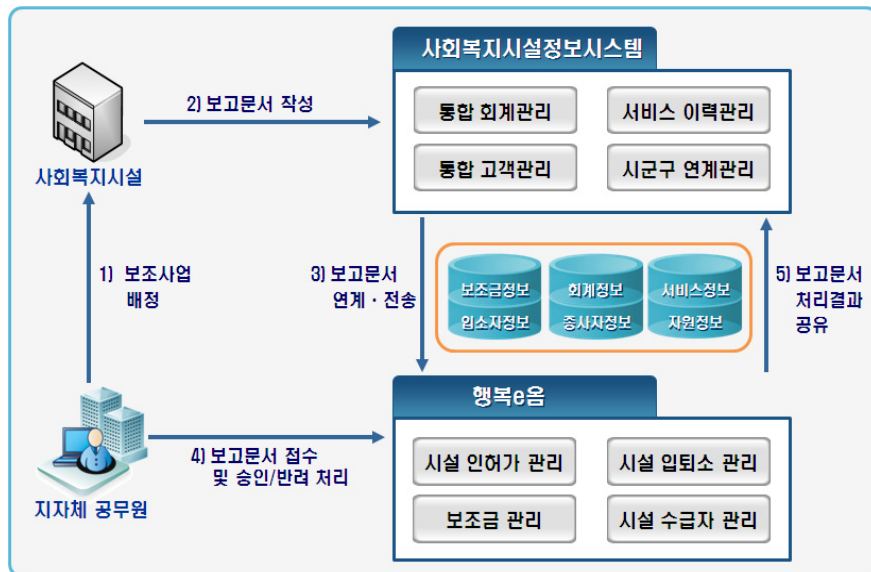 사회복지시설정보시스템
통합 회계관리
서비스 이력관리
통합 고객관리
시군구 연계관리
2) 보고문서 작성
사회복지시설
1) 보조사업
배정
3) 보고문서
연계·전송
보조금정보
회계정보
서비스정보
입소자정보
종사자정보
자원정보
5) 보고문서
처리결과
공유
행복e음
시설 인허가 관리
시설 입퇴소 관리
보조금 관리
시설 수급자 관리
4) 보고문서 접수
및 승인/반려 처리
지자체 공무원